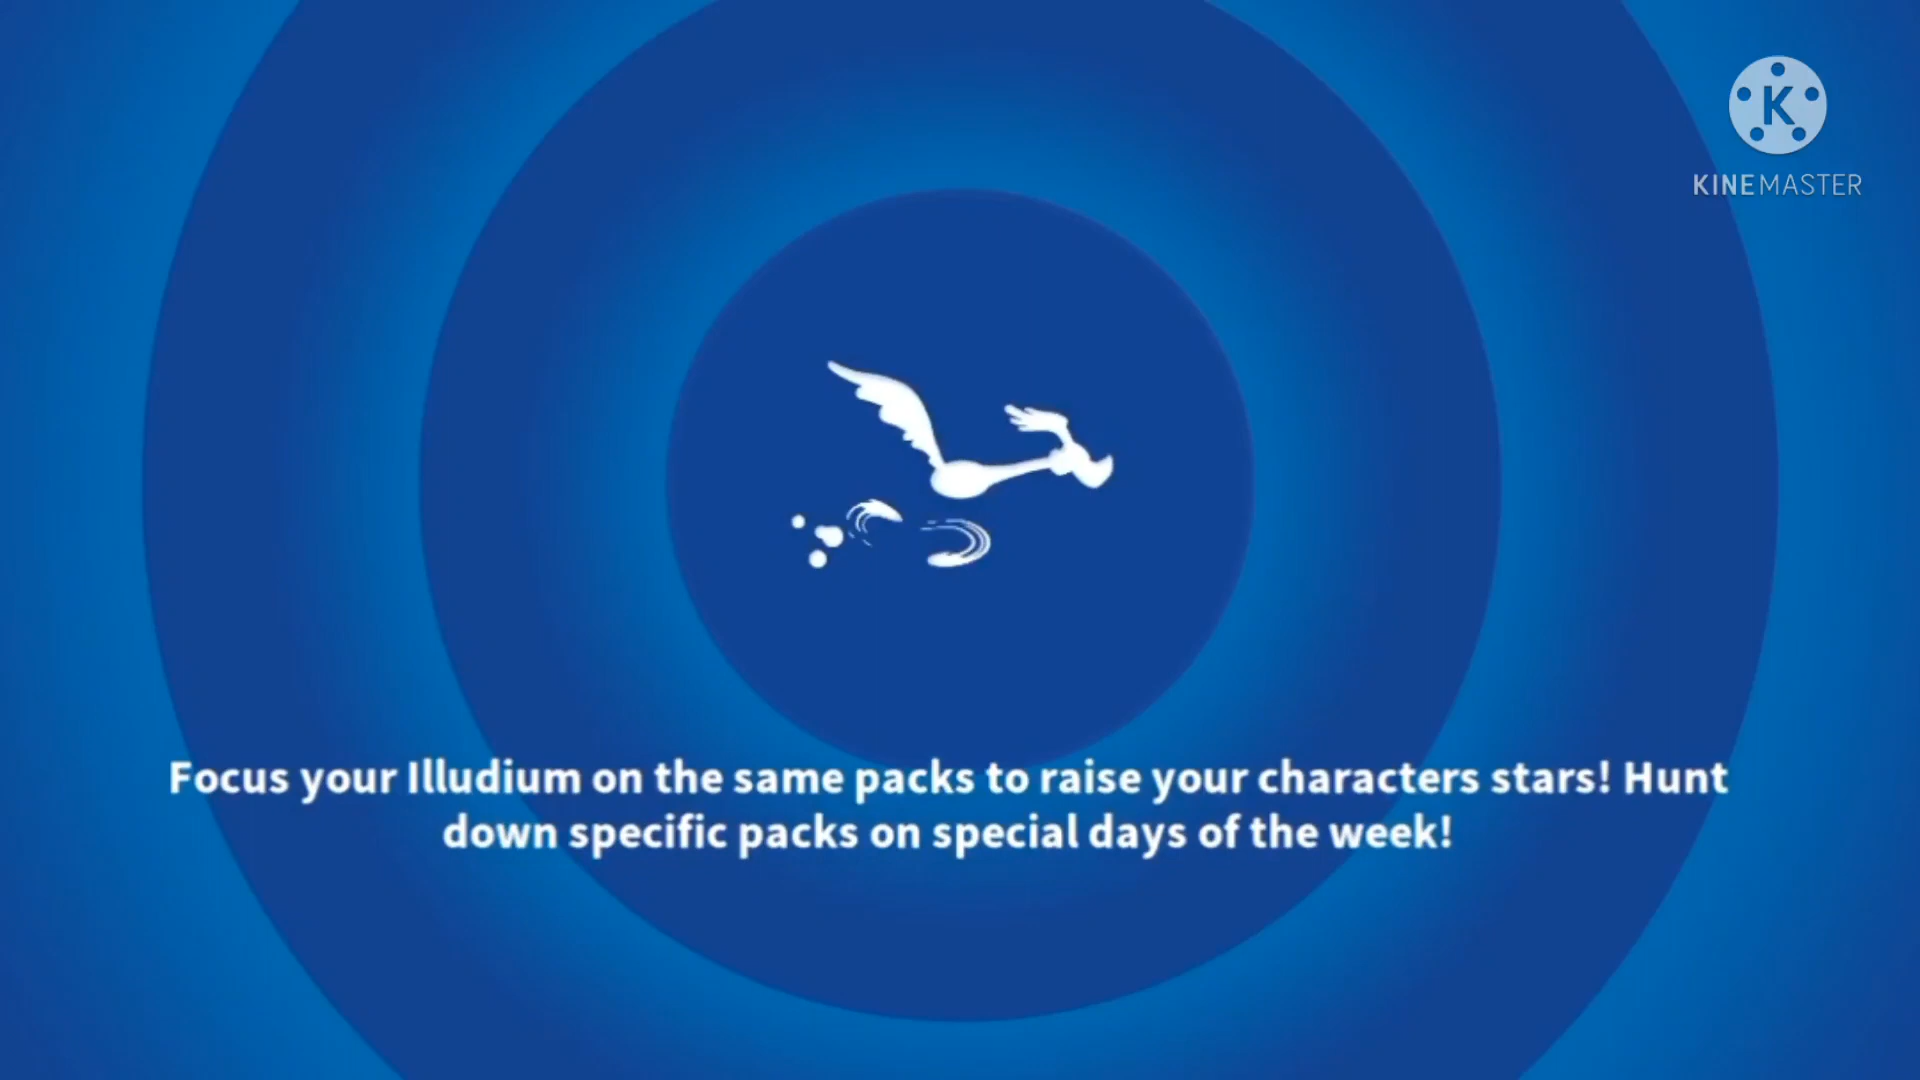 K
KINEMASTER
Focus your Illudium on the same packs to raise your characters stars! Hunt
down specific packs on special days of the week!